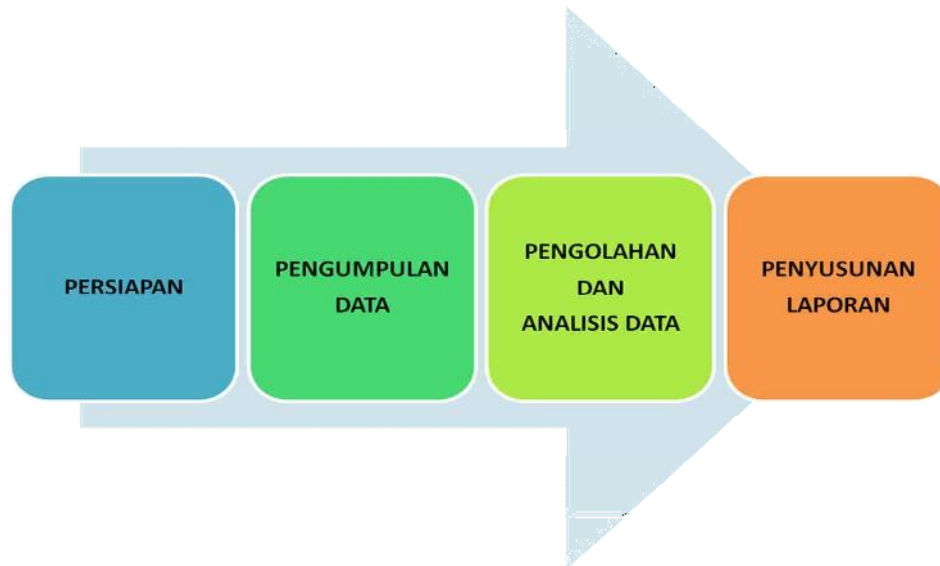 PERSIAPAN
PENGUMPULAN
DATA
PENGOLAHAN
DAN
ANALISIS DATA
PENYUSUNAN
LAPORAN